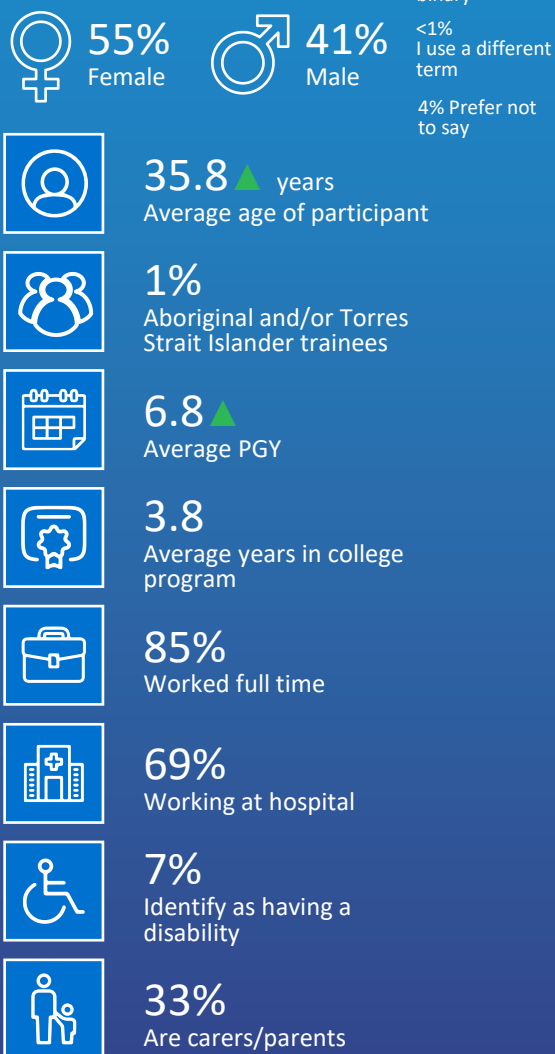 55%
Female
41%
Male
<1%
I use a different
term
4% Prefer not
to say
35.8 ▲ years
Average age of participant
1%
Aboriginal and/or Torres
Strait Islander trainees
6.8 ▲
Average PGY
3.8
Average years in college
program
85%
Worked full time
69%
Working at hospital
7%
Identify as having a
disability
33%
Are carers/parents